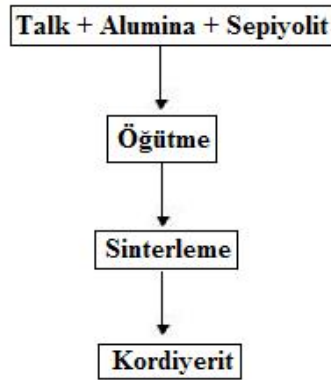 Talk + Alumina + Sepiyolit
Öğütme
Sinterleme
Kordiyerit